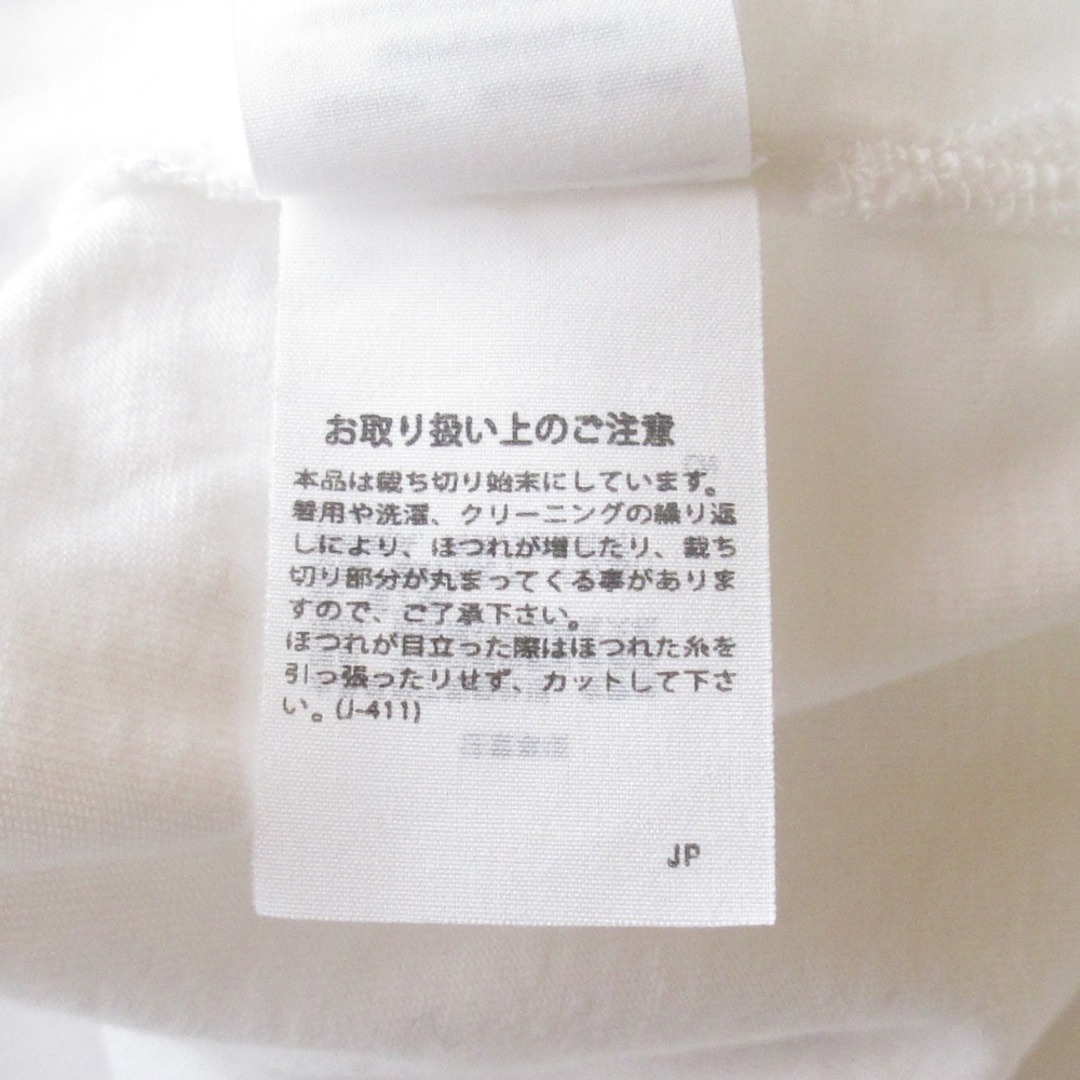 お取り扱い上のご注意
本品は裁ち切り始末にしています。
着用や洗濯、クリーニングの繰り返
しにより、ほつれが増したり、裁ち
切り部分が丸まってくる事がありま
すので、ご了承下さい。
ほつれが目立った際はほつれた糸を
引っ張ったりせず、カットして下さ
い。(J-411)
JP